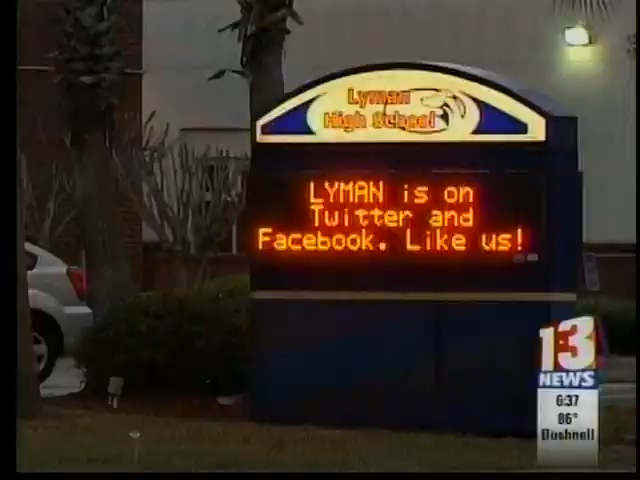 Lyman
High School
LYMAN is on
Twitter and
Facebook. Like us!
13
NEWS
6:37
86°
Bushnell